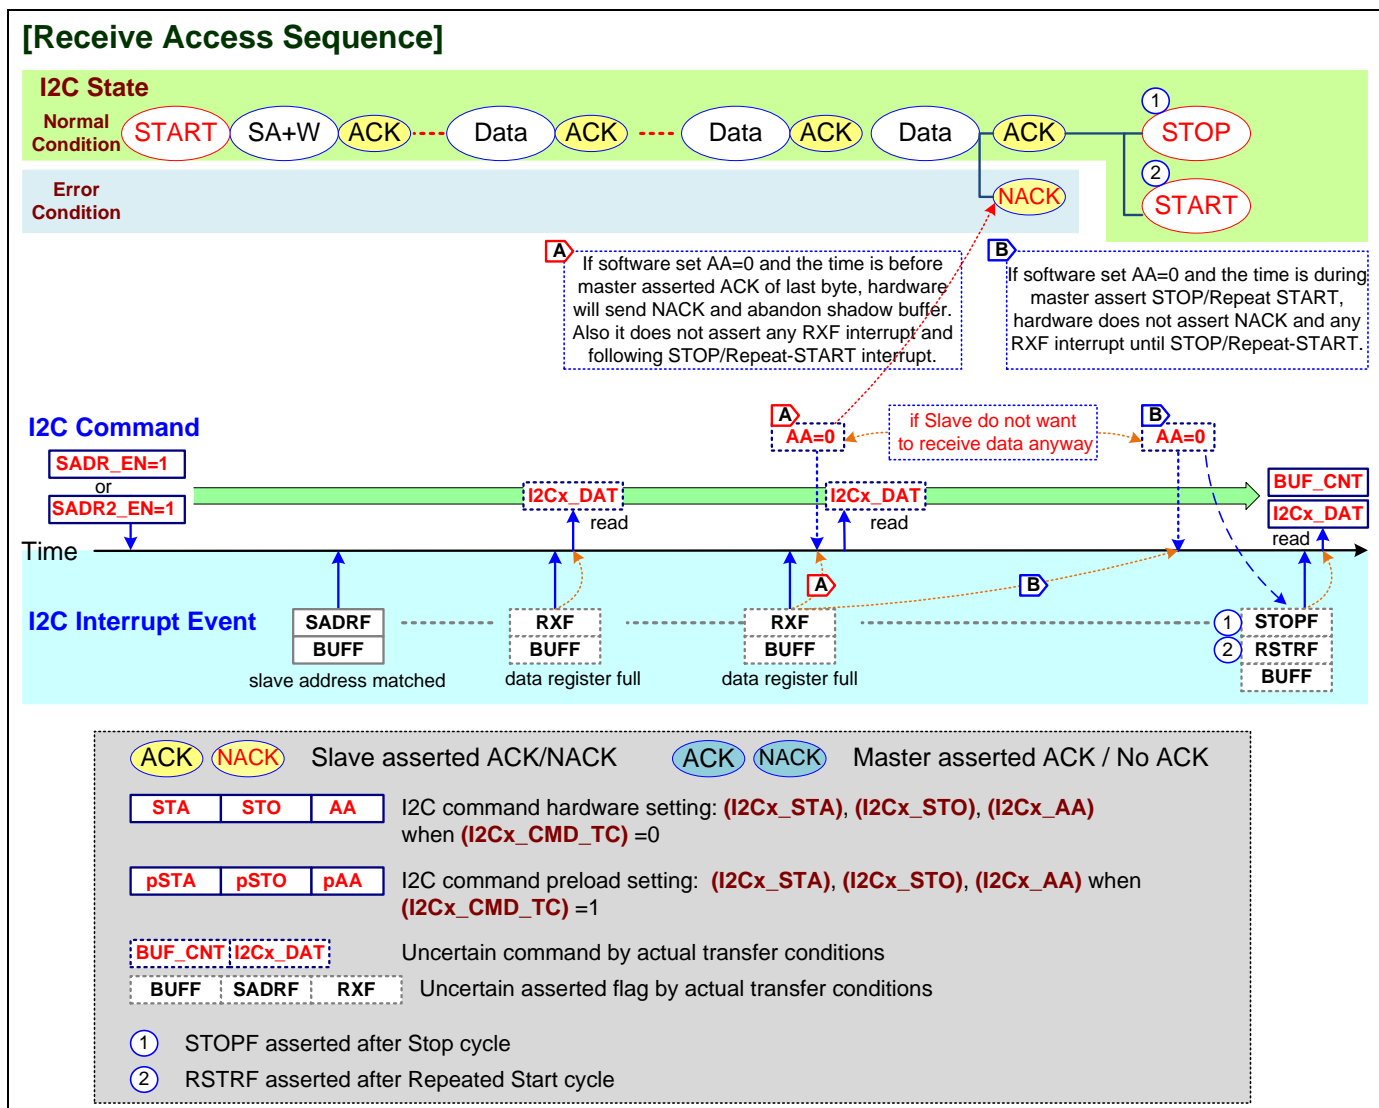 [Receive Access Sequence]
I2C State
Normal
Condition
START
SA+W
ACK
Data
ACK
Data
ACK
Data
ACK
1
STOP
2
START
Error
Condition
NACK
A
If software set AA=0 and the time is before
master asserted ACK of last byte, hardware
will send NACK and abandon shadow buffer.
Also it does not assert any RXF interrupt and
following STOP/Repeat-START interrupt.
B
If software set AA=0 and the time is during
master assert STOP/Repeat START,
hardware does not assert NACK and any
RXF interrupt until STOP/Repeat-START.
I2C Command
SADR_EN=1
or
SADR2_EN=1
A
AA=0
if Slave do not want
to receive data anyway
B
AA=0
I2Cx_DAT
read
I2Cx_DAT
read
BUF_CNT
I2Cx_DAT
read
Time
A
B
I2C Interrupt Event
SADRF
BUFF
slave address matched
RXF
BUFF
data register full
RXF
BUFF
data register full
1
STOPF
2
RSTRF
BUFF
ACK NACK Slave asserted ACK/NACK ACK NACK Master asserted ACK / No ACK
STA STO AA I2C command hardware setting: (I2Cx_STA), (I2Cx_STO), (I2Cx_AA)
when (I2Cx_CMD_TC) =0
pSTA pSTO pAA I2C command preload setting: (I2Cx_STA), (I2Cx_STO), (I2Cx_AA) when
(I2Cx_CMD_TC) =1
BUF_CNT I2Cx_DAT Uncertain command by actual transfer conditions
BUFF SADRF RXF Uncertain asserted flag by actual transfer conditions
1 STOPF asserted after Stop cycle
2 RSTRF asserted after Repeated Start cycle